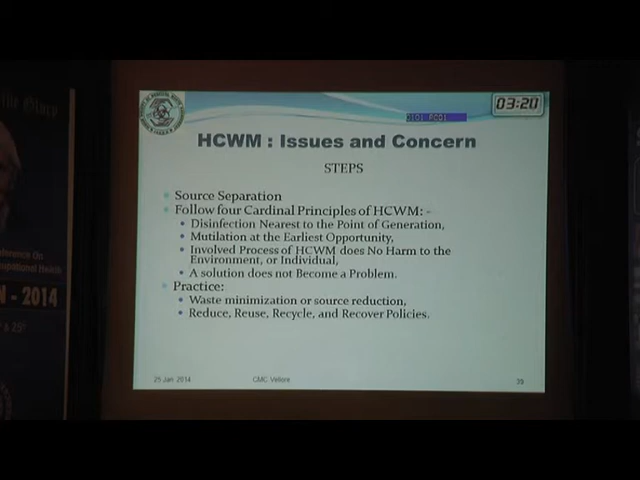 03:20
HCWM : Issues and Concern
STEPS
Source Separation
Follow four Cardinal Principles of HCWM: -
Disinfection Nearest to the Point of Generation,
Mutilation at the Earliest Opportunity,
Involved Process of HCWM does No Harm to the
Environment, or Individual,
A solution does not Become a Problem.
Practice:
Waste minimization or source reduction,
Reduce, Reuse, Recycle, and Recover Policies.
25 Jan 2014
CMC Vellore
39
- 2014